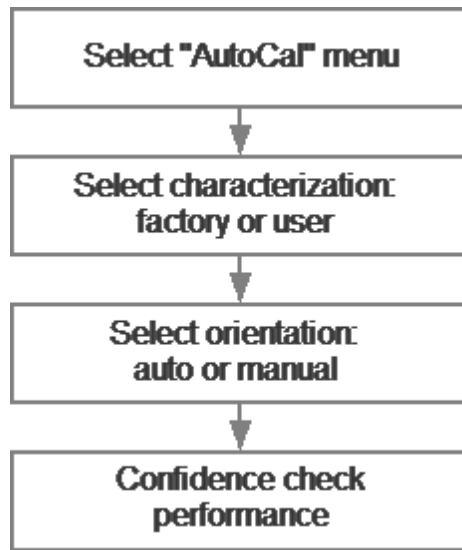 Select "AutoCal" menu
Select characterization:
factory or user
Select orientation:
auto or manual
Confidence check
performance